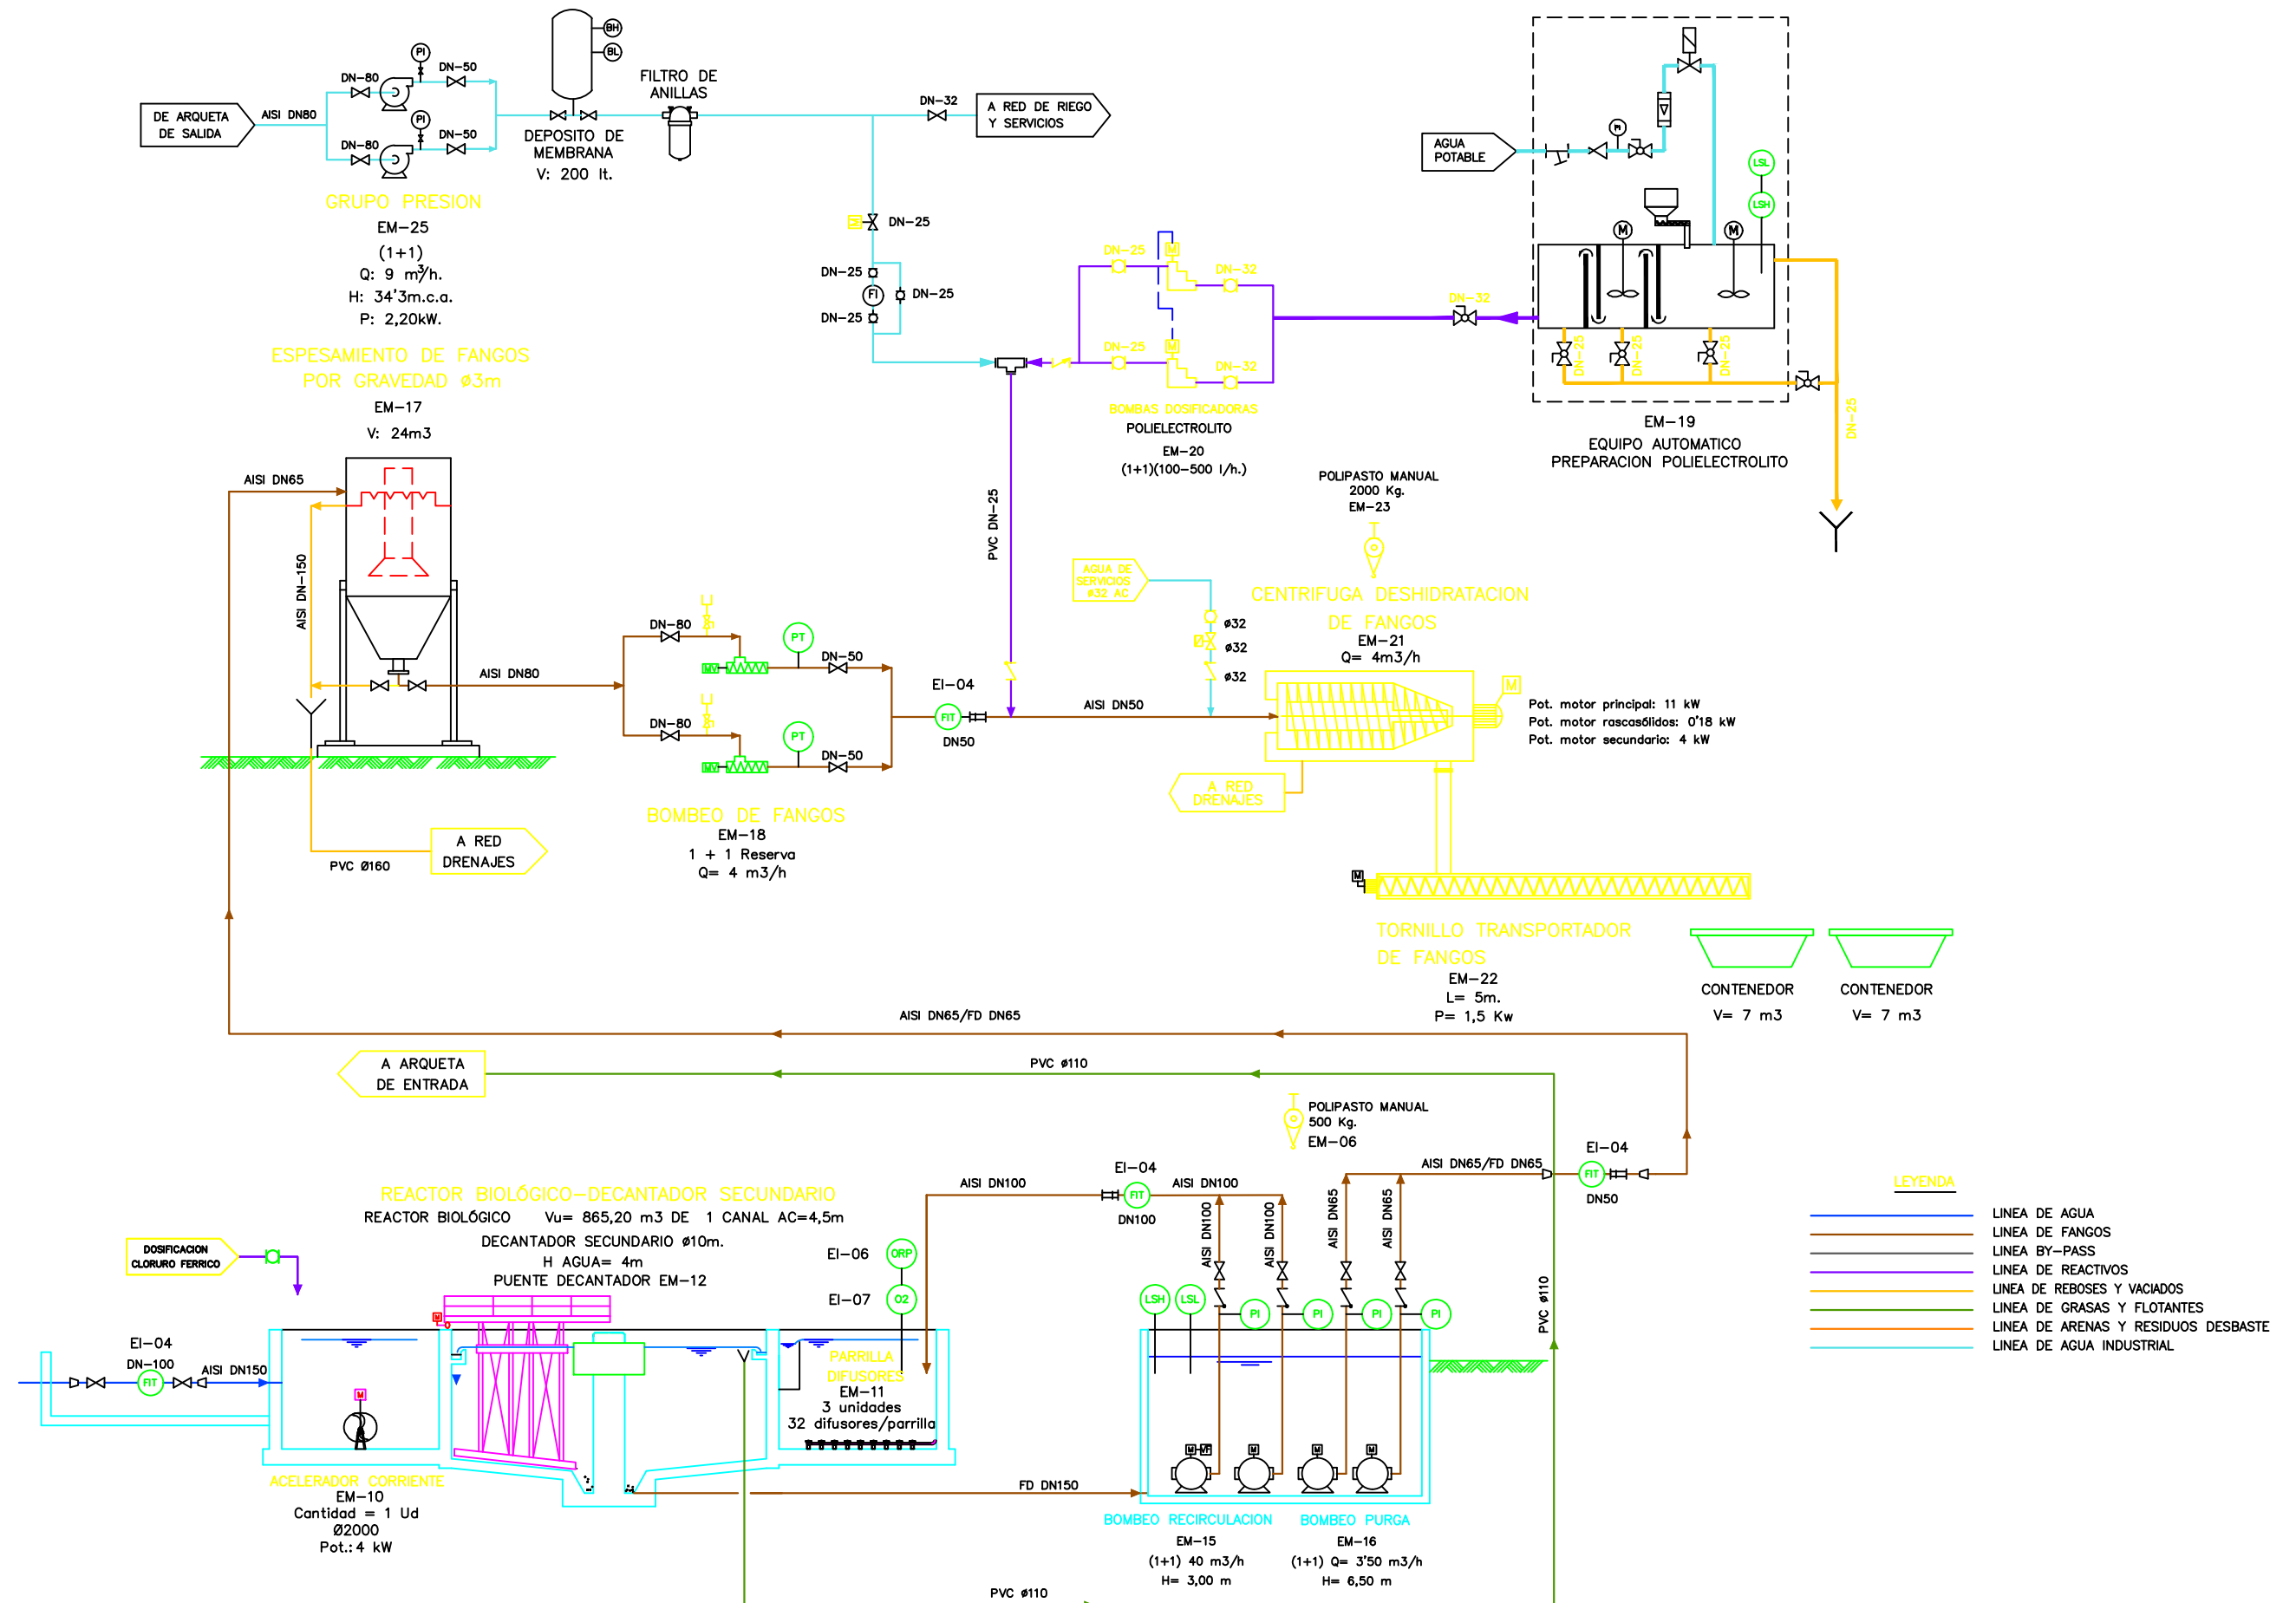 BH
BL
PI
DN-50
DN-80
FILTRO DE
ANILLAS
DE ARQUETA
DE SALIDA
AISI DN80
PI
DN-50
DN-80
DEPOSITO DE
MEMBRANA
V: 200 lt.
DN-32
A RED DE RIEGO
Y SERVICIOS
GRUPO PRESION
EM-25
(1+1)
Q: 9 m³/h.
H: 34'3m.c.a.
P: 2,20kW.
DN-25
DN-25
FI
DN-25
DN-25
AGUA
POTABLE
PI
LSL
LSH
M
M
DN-25
M
DN-32
DN-25
M
DN-32
DN-32
DN-25
DN-25
DN-25
DN-25
BOMBAS DOSIFICADORAS
POLIELECTROLITO
EM-20
(1+1)(100-500 l/h.)
EM-19
EQUIPO AUTOMATICO
PREPARACION POLIELECTROLITO
ESPESAMIENTO DE FANGOS
POR GRAVEDAD ø3m
EM-17
V: 24m3
AISI DN65
AISI DN-150
AISI DN80
A RED
DRENAJES
PVC Ø160
DN-80
PT
DN-50
MV
DN-80
PT
DN-50
MV
BOMBEO DE FANGOS
EM-18
1 + 1 Reserva
Q= 4 m3/h
EI-04
FIT
DN50
PVC DN-25
AISI DN50
POLIPASTO MANUAL
2000 Kg.
EM-23
AGUA DE
SERVICIOS
ø32 AC
ø32
ø32
ø32
CENTRIFUGA DESHIDRATACION
DE FANGOS
EM-21
Q= 4m3/h
M
Pot. motor principal: 11 kW
Pot. motor rascasólidos: 0'18 kW
Pot. motor secundario: 4 kW
A RED
DRENAJES
M
TORNILLO TRANSPORTADOR
DE FANGOS
EM-22
L= 5m.
P= 1,5 Kw
CONTENEDOR
V= 7 m3
CONTENEDOR
V= 7 m3
AISI DN65/FD DN65
A ARQUETA
DE ENTRADA
PVC ø110
POLIPASTO MANUAL
500 Kg.
EM-06
REACTOR BIOLÓGICO-DECANTADOR SECUNDARIO
REACTOR BIOLÓGICO Vu= 865,20 m3 DE 1 CANAL AC=4,5m
DECANTADOR SECUNDARIO ø10m.
H AGUA= 4m
PUENTE DECANTADOR EM-12
DOSIFICACION
CLORURO FERRICO
EI-06
ORP
EI-07
O2
AISI DN100
EI-04
FIT
DN100
AISI DN100
AISI DN100
AISI DN100
AISI DN65
AISI DN65
AISI DN65/FD DN65
EI-04
FIT
DN50
LSH
LSL
PI
PI
PI
PI
PVC ø110
EI-04
DN-100
FIT
AISI DN150
M
M
PARRILLA
DIFUSORES
EM-11
3 unidades
32 difusores/parrilla
M
VF
M
M
M
ACELERADOR CORRIENTE
EM-10
Cantidad = 1 Ud
Ø2000
Pot.: 4 kW
FD DN150
BOMBEO RECIRCULACION
EM-15
(1+1) 40 m3/h
H= 3,00 m
BOMBEO PURGA
EM-16
(1+1) Q= 3'50 m3/h
H= 6,50 m
PVC ø110
LEYENDA
LINEA DE AGUA
LINEA DE FANGOS
LINEA BY-PASS
LINEA DE REACTIVOS
LINEA DE REBOSES Y VACIADOS
LINEA DE GRASAS Y FLOTANTES
LINEA DE ARENAS Y RESIDUOS DESBASTE
LINEA DE AGUA INDUSTRIAL